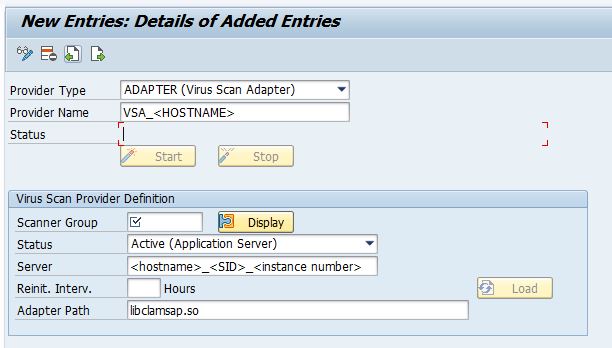 New Entries: Details of Added Entries
Provider Type ADAPTER (Virus Scan Adapter)
Provider Name VSA_<HOSTNAME>
Status
Start Stop
Virus Scan Provider Definition
Scanner Group Display
Status Active (Application Server)
Server <hostname>_<SID>_<instance number>
Reinit. Interv. Hours Load
Adapter Path libclamsap.so